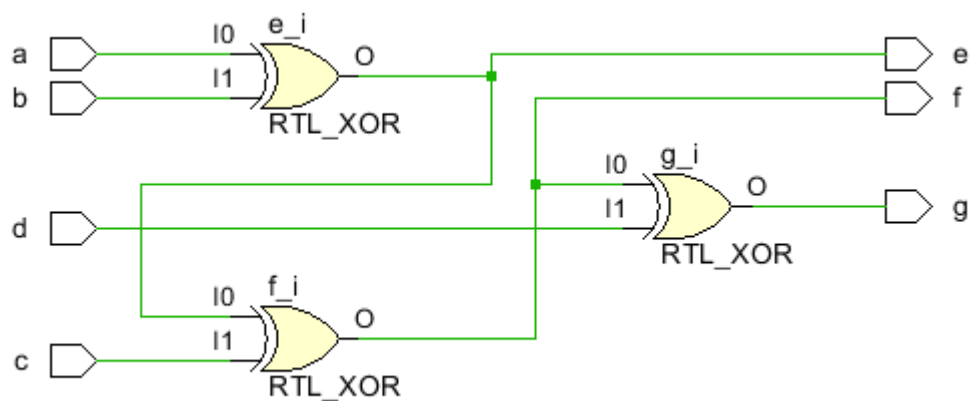 a
I0
e_i
O
e
b
I1
RTL_XOR
f
I0
g_i
O
d
I1
g
RTL_XOR
I0
f_i
O
c
I1
RTL_XOR